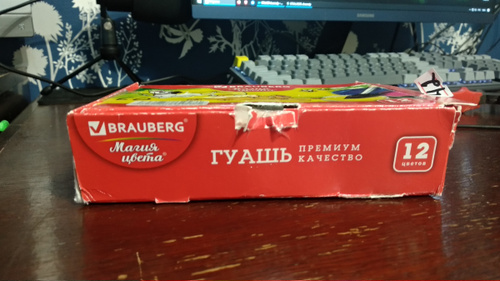 BRAUBERG
Магия
цвета
ГУАШЬ
ПРЕМИУМ
КАЧЕСТВО
12
цветов